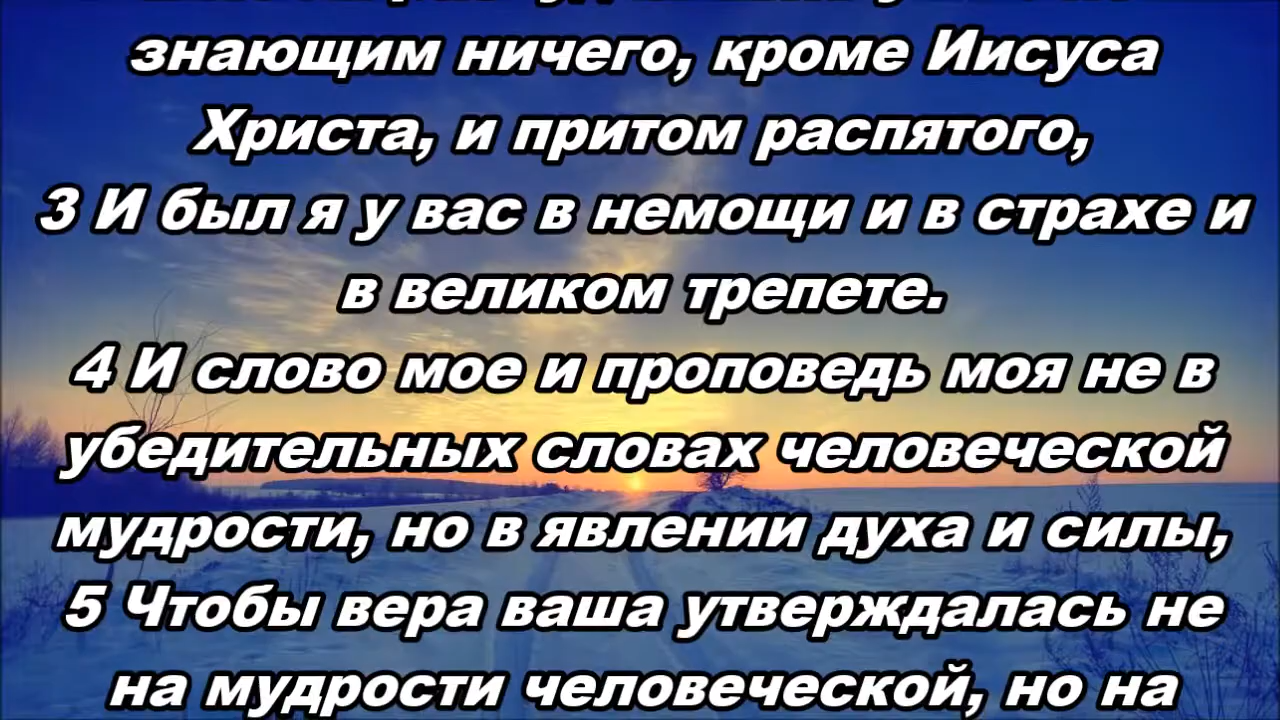 знающим ничего, кроме Иисуса
Христа, и притом распятого,
3 И был я у вас в немощи и в страхе и
в великом трепете.
4 И слово мое и проповедь моя не в
убедительных словах человеческой
мудрости, но в явлении духа и силы,
5 Чтобы вера ваша утверждалась не
на мудрости человеческой, но на